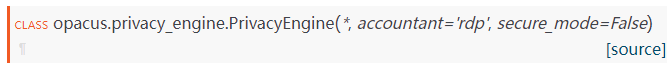 CLASS opacus.privacy_engine.PrivacyEngine(*, accountant='rdp', secure_mode=False)
¶ [source]